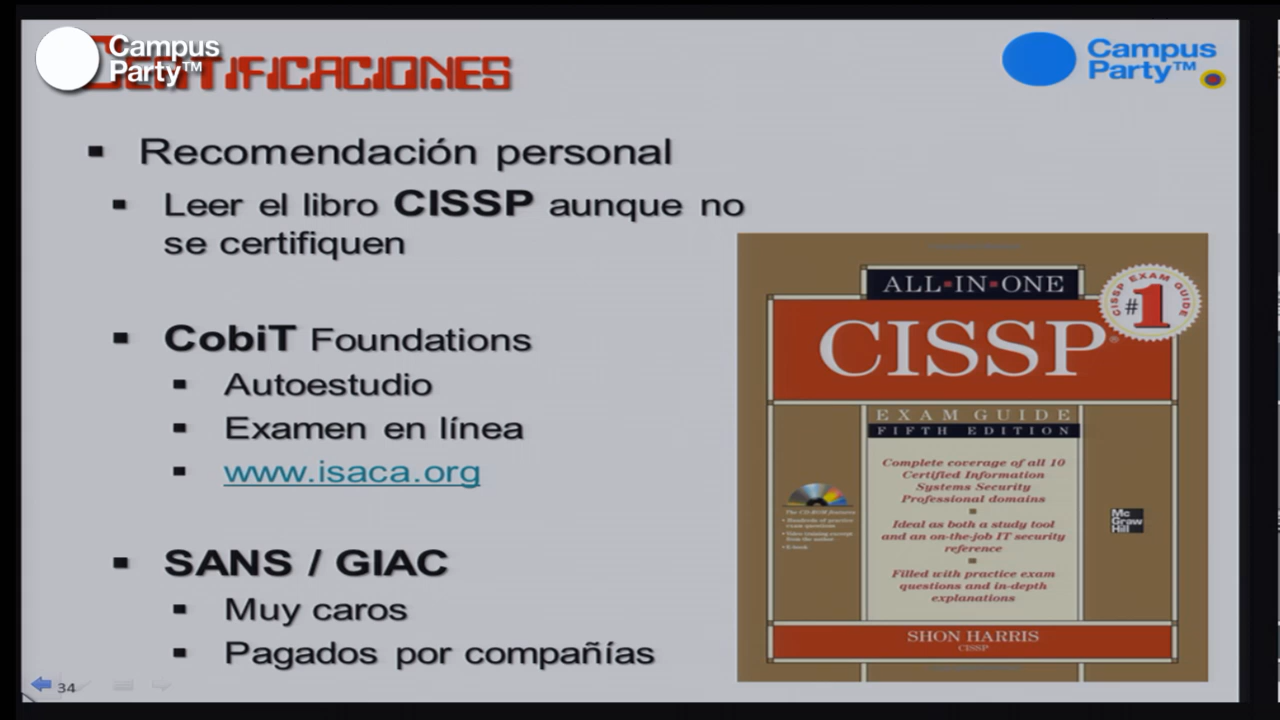 Campus
Party™
CERTIFICACIONES
Campus
Party™
Recomendación personal
Leer el libro CISSP aunque no
se certifiquen
CobiT Foundations
Autoestudio
Examen en línea
www.isaca.org
SANS / GIAC
Muy caros
Pagados por compañías
34
ALL·IN·ONE
CISSP EXAM GUIDE
#1
CISSP®
EXAM GUIDE
FIFTH EDITION
Complete coverage of all 10
Certified Information
Systems Security
Professional domains
Ideal as both a study tool
and an on-the-job IT security
reference
Filled with practice exam
questions and in-depth
explanations
The CD-ROM features
• Hundreds of practice
exam questions
• Video training excerpt
from the author
• E-book
Mc
Graw
Hill
SHON HARRIS
CISSP